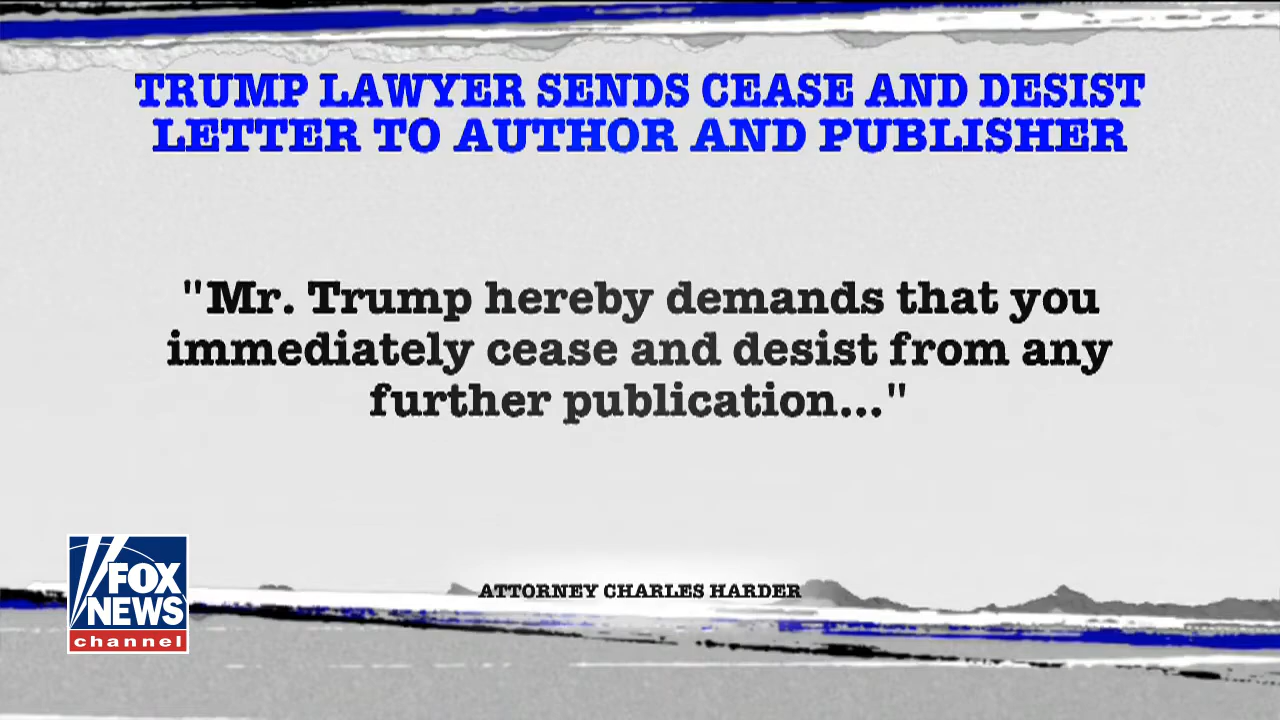 TRUMP LAWYER SENDS CEASE AND DESIST
LETTER TO AUTHOR AND PUBLISHER
"Mr. Trump hereby demands that you
immediately cease and desist from any
further publication..."
ATTORNEY CHARLES HARDER
FOX
NEWS
channel